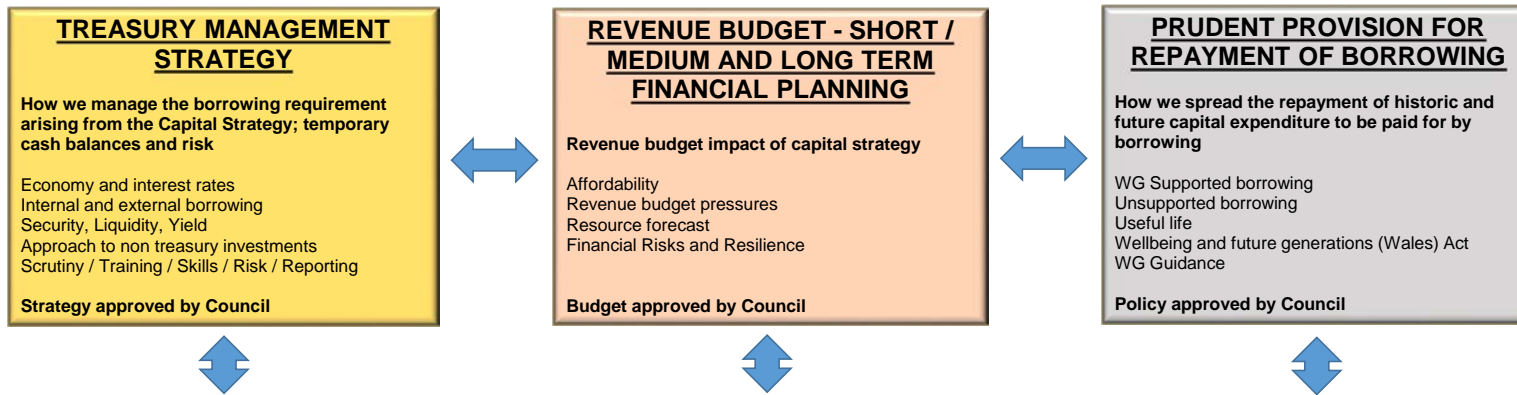 TREASURY MANAGEMENT
STRATEGY
How we manage the borrowing requirement
arising from the Capital Strategy; temporary
cash balances and risk
Economy and interest rates
Internal and external borrowing
Security, Liquidity, Yield
Approach to non treasury investments
Scrutiny / Training / Skills / Risk / Reporting
Strategy approved by Council
REVENUE BUDGET - SHORT /
MEDIUM AND LONG TERM
FINANCIAL PLANNING
Revenue budget impact of capital strategy
Affordability
Revenue budget pressures
Resource forecast
Financial Risks and Resilience
Budget approved by Council
PRUDENT PROVISION FOR
REPAYMENT OF BORROWING
How we spread the repayment of historic and
future capital expenditure to be paid for by
borrowing
WG Supported borrowing
Unsupported borrowing
Useful life
Wellbeing and future generations (Wales) Act
WG Guidance
Policy approved by Council